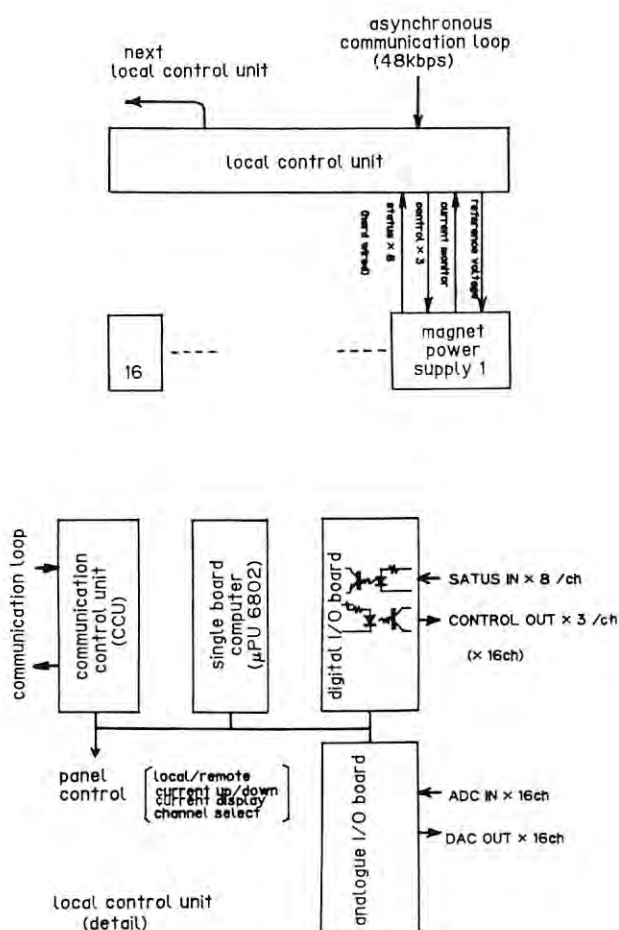 asynchronous
communication loop
(48kbps)
next
local control unit
local control unit
(hard wired)
status × 8
control × 3
current monitor
reference voltage
16
magnet
power
supply 1
communication loop
communication
control unit
(CCU)
single board
computer
(μPU 6802)
digital I/O board
SATUS IN × 8 /ch
CONTROL OUT × 3 /ch
(× 16ch)
panel
control
local/remote
current up/down
current display
channel select
analogue I/O board
ADC IN × 16ch
DAC OUT × 16ch
local control unit
(detail)